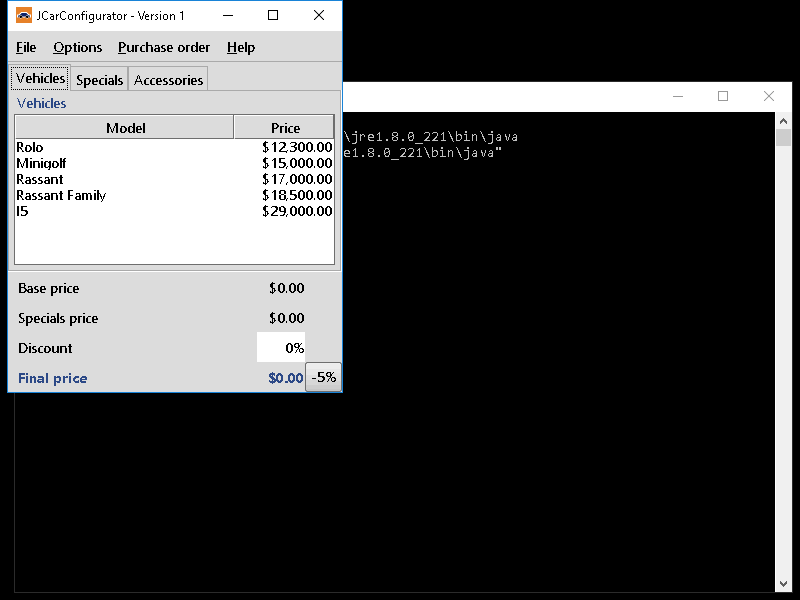 JCarConfigurator - Version 1
File Options Purchase order Help
Vehicles Specials Accessories
Vehicles
Model Price
Rolo $12,300.00
Minigolf $15,000.00
Rassant $17,000.00
Rassant Family $18,500.00
I5 $29,000.00
Base price $0.00
Specials price $0.00
Discount 0%
Final price $0.00 -5%
\jre1.8.0_221\bin\java
e1.8.0_221\bin\java"